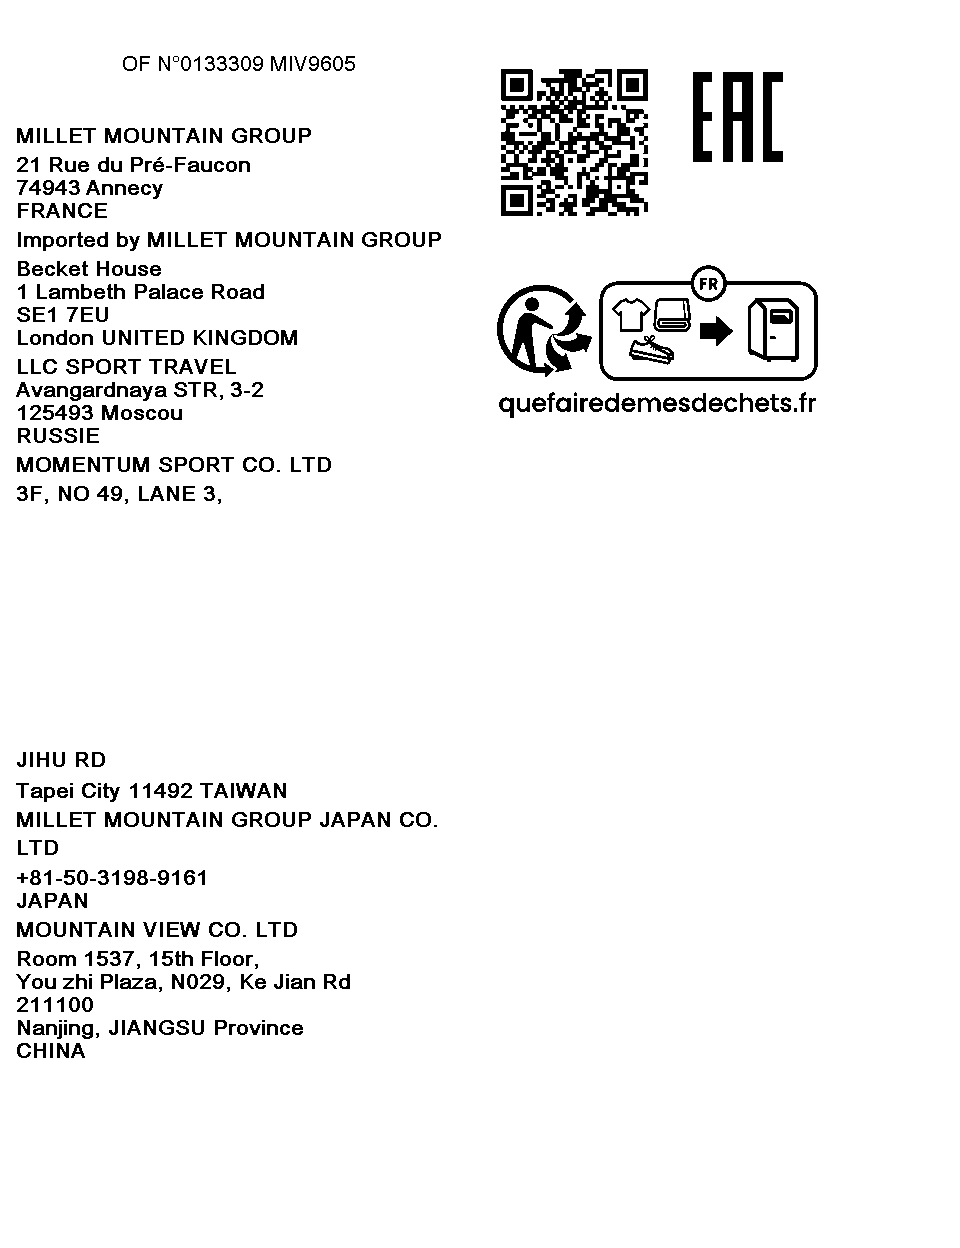 OF N°0133309 MIV9605
MILLET MOUNTAIN GROUP
21 Rue du Pré-Faucon
74943 Annecy
FRANCE
Imported by MILLET MOUNTAIN GROUP
Becket House
1 Lambeth Palace Road
SE1 7EU
London UNITED KINGDOM
LLC SPORT TRAVEL
Avangardnaya STR, 3-2
125493 Moscou
RUSSIE
MOMENTUM SPORT CO. LTD
3F, NO 49, LANE 3,
JIHU RD
Tapei City 11492 TAIWAN
MILLET MOUNTAIN GROUP JAPAN CO.
LTD
+81-50-3198-9161
JAPAN
MOUNTAIN VIEW CO. LTD
Room 1537, 15th Floor,
You zhi Plaza, N029, Ke Jian Rd
211100
Nanjing, JIANGSU Province
CHINA
EAC
FR
quefairedemesdechets.fr